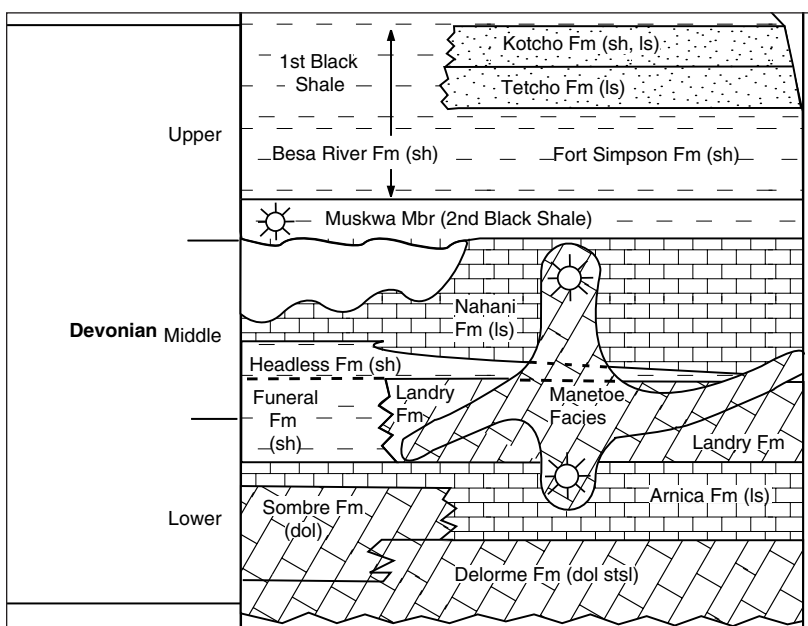 Kotcho Fm (sh, ls)
1st Black
Shale
Tetcho Fm (ls)
Upper
Besa River Fm (sh)
Fort Simpson Fm (sh)
Muskwa Mbr (2nd Black Shale)
Nahani
Fm (ls)
Devonian Middle
Headless Fm (sh)
Funeral
Fm
(sh)
Landry
Fm
Manetoe
Facies
Landry Fm
Arnica Fm (ls)
Lower
Sombre Fm
(dol)
Delorme Fm (dol stsl)